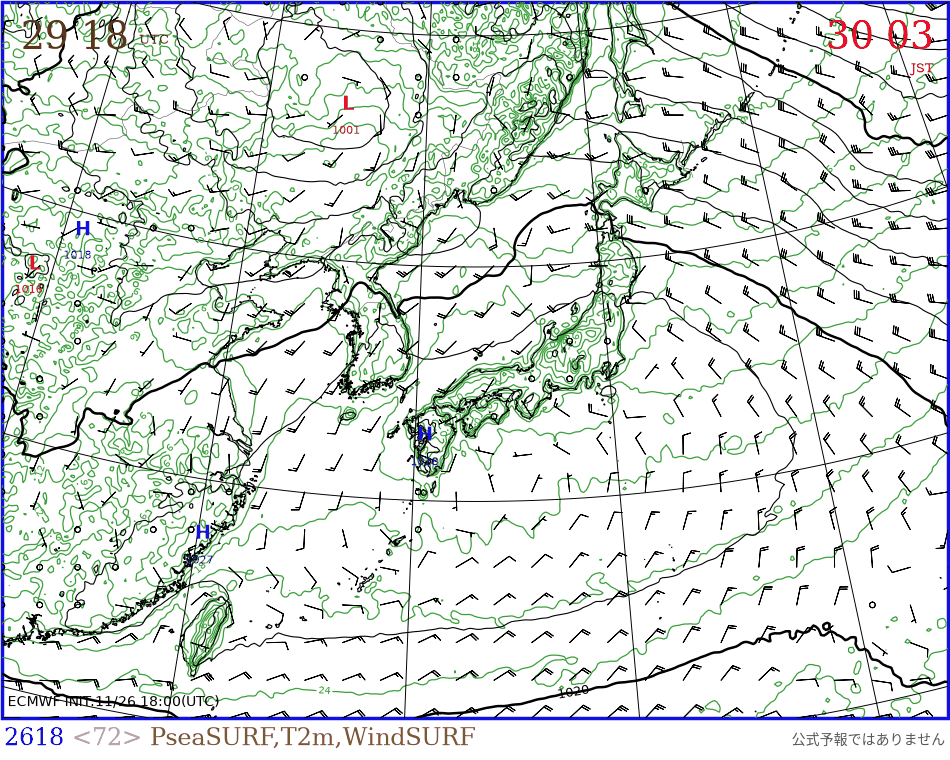 29 18 UTC
30 03 JST
L
1001
H
1018
L
1016
H
H
1027
24
1020
ECMWF INIT:11/26 18:00(UTC)
2618 <72> PseaSURF,T2m,WindSURF
公式予報ではありません